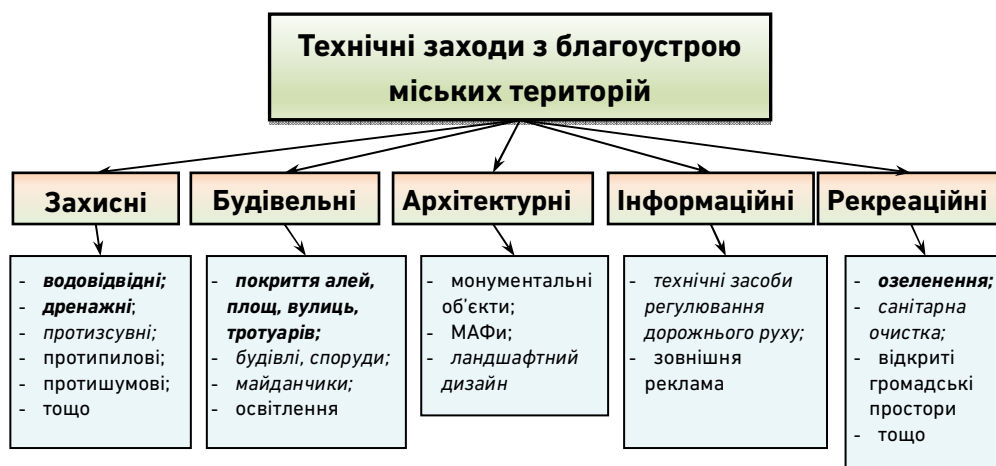 Технічні заходи з благоустрою
міських територій
Захисні
Будівельні
Архітектурні
Інформаційні
Рекреаційні
- водовідвідні;
- дренажні;
- протизсувні;
- протипилові;
- протишумові;
- тощо
- покриття алей,
площ, вулиць,
тротуарів;
- будівлі, споруди;
- майданчики;
- освітлення
- монументальні
об’єкти;
- МАФи;
- ландшафтний
дизайн
- технічні засоби
регулювання
дорожнього руху;
- зовнішня
реклама
- озеленення;
- санітарна
очистка;
- відкриті
громадські
простори
- тощо